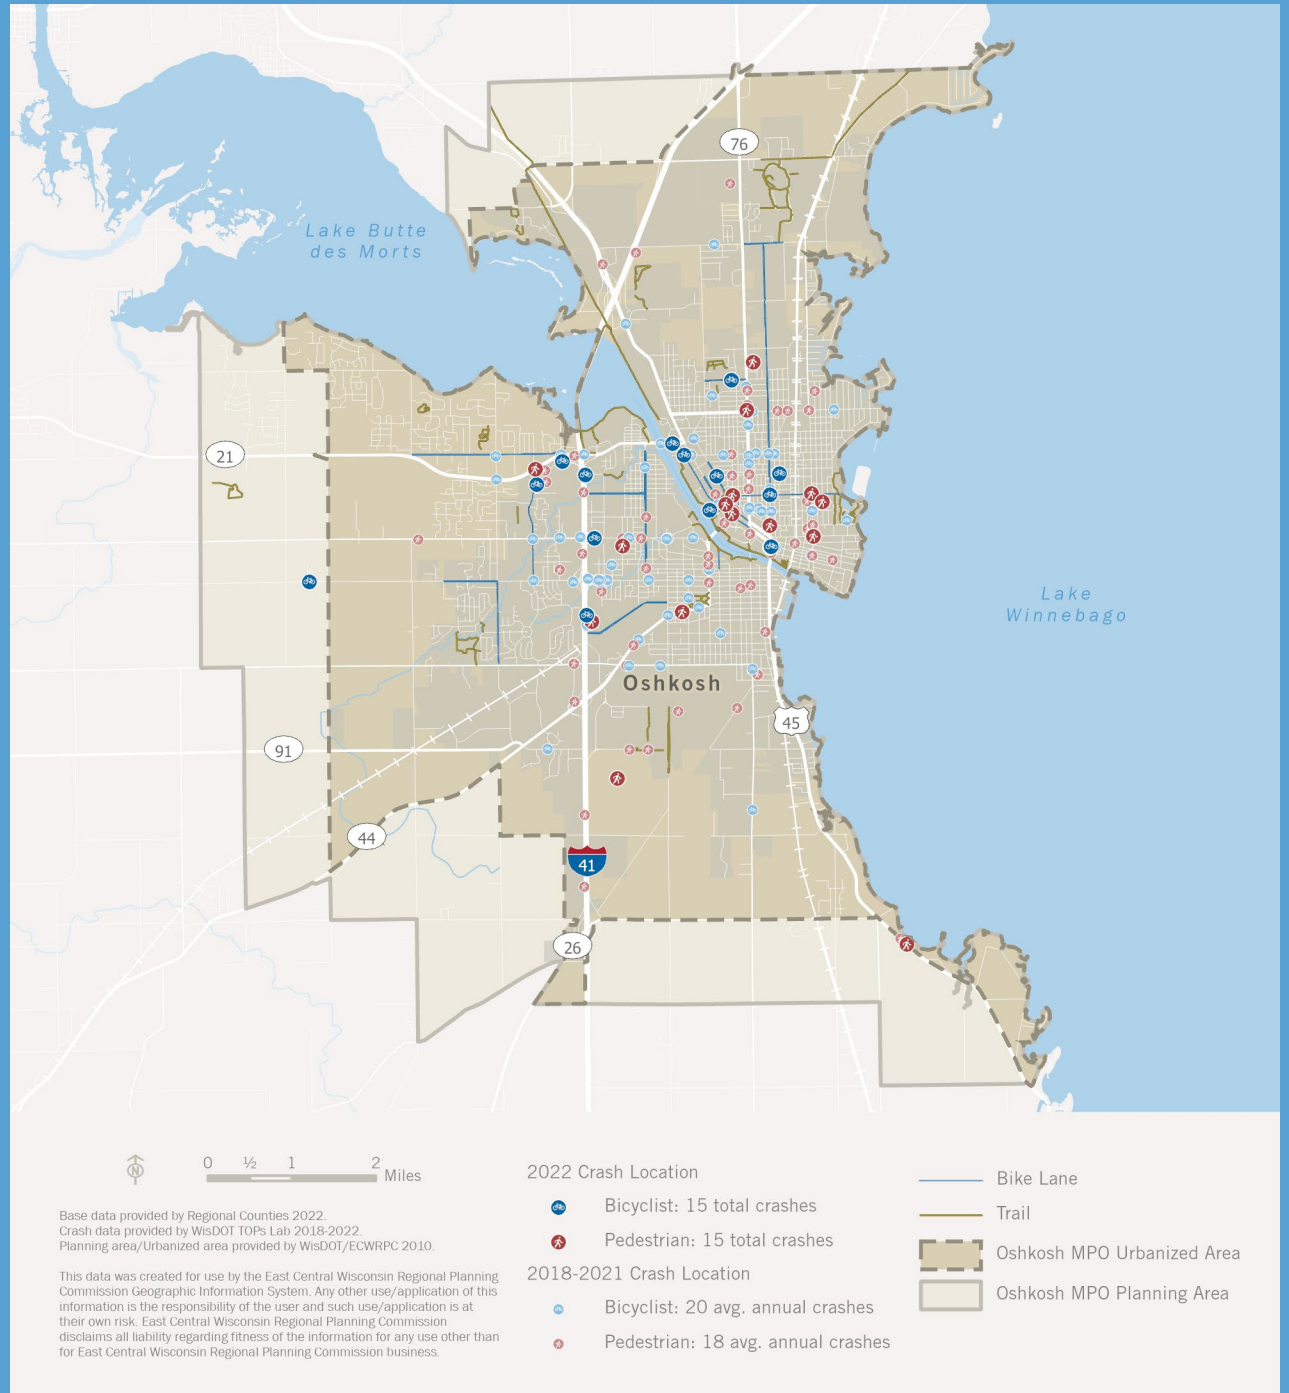 76
Lake Butte
des Morts
21
Lake
Winnebago
Oshkosh
45
91
44
41
26
N
0 ½ 1 2 Miles
Base data provided by Regional Counties 2022.
Crash data provided by WisDOT TOPs Lab 2018-2022.
Planning area/Urbanized area provided by WisDOT/ECWRPC 2010.
This data was created for use by the East Central Wisconsin Regional Planning
Commission Geographic Information System. Any other use/application of this
information is the responsibility of the user and such use/application is at
their own risk. East Central Wisconsin Regional Planning Commission
disclaims all liability regarding fitness of the information for any use other than
for East Central Wisconsin Regional Planning Commission business.
2022 Crash Location
Bicyclist: 15 total crashes
Pedestrian: 15 total crashes
2018-2021 Crash Location
Bicyclist: 20 avg. annual crashes
Pedestrian: 18 avg. annual crashes
Bike Lane
Trail
Oshkosh MPO Urbanized Area
Oshkosh MPO Planning Area